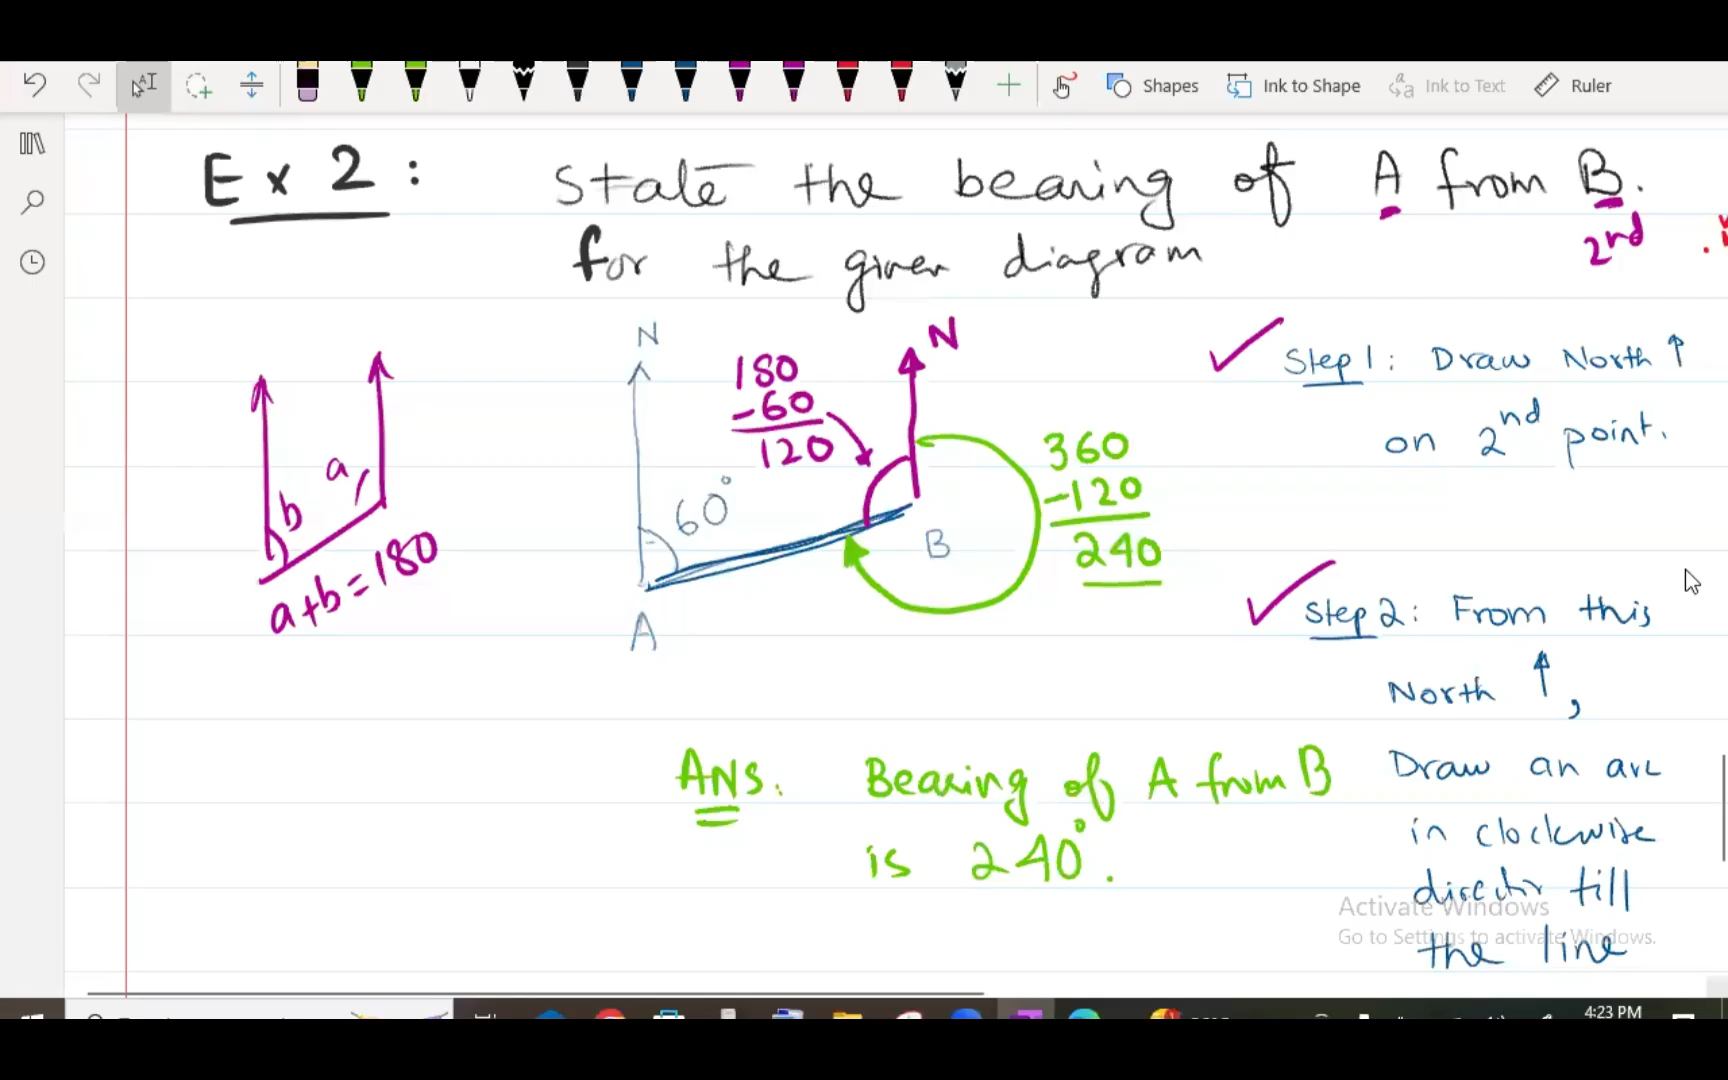 Shapes
Ink to Shape
Ink to Text
Ruler
Ex 2 : State the bearing of A from B.
2nd
for the given diagram
N
N
180
-60
120
360
-120
240
60°
a
b
a+b=180
B
A
Step 1: Draw North ↑
on 2nd point.
Step 2: From this
North ↑,
Draw an arc
in clockwise
till
the line
Ans. Bearing of A from B
is 240°.
Activate Windows
Go to Settings to activate Windows.
4:23 PM